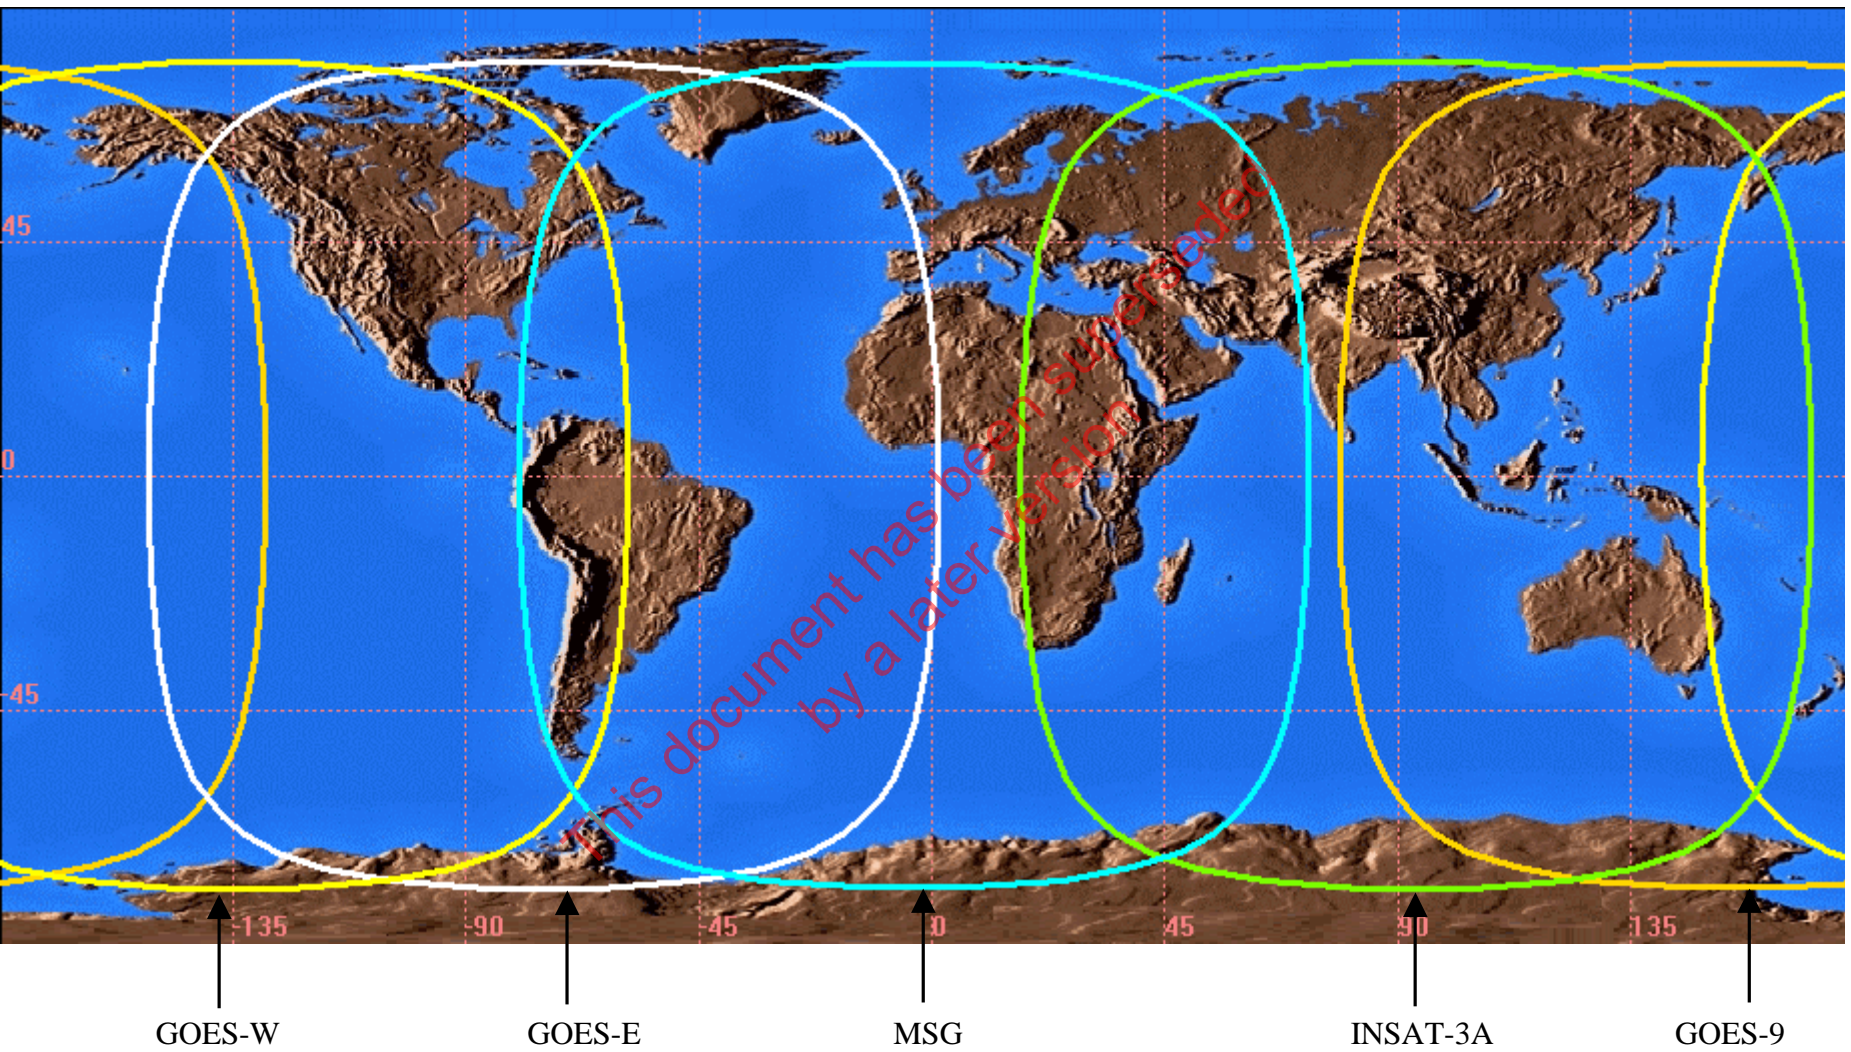 45
0
-45
This document has been superseded
by a later version
-135 -90 -45 0 45 90 135
GOES-W GOES-E MSG INSAT-3A GOES-9